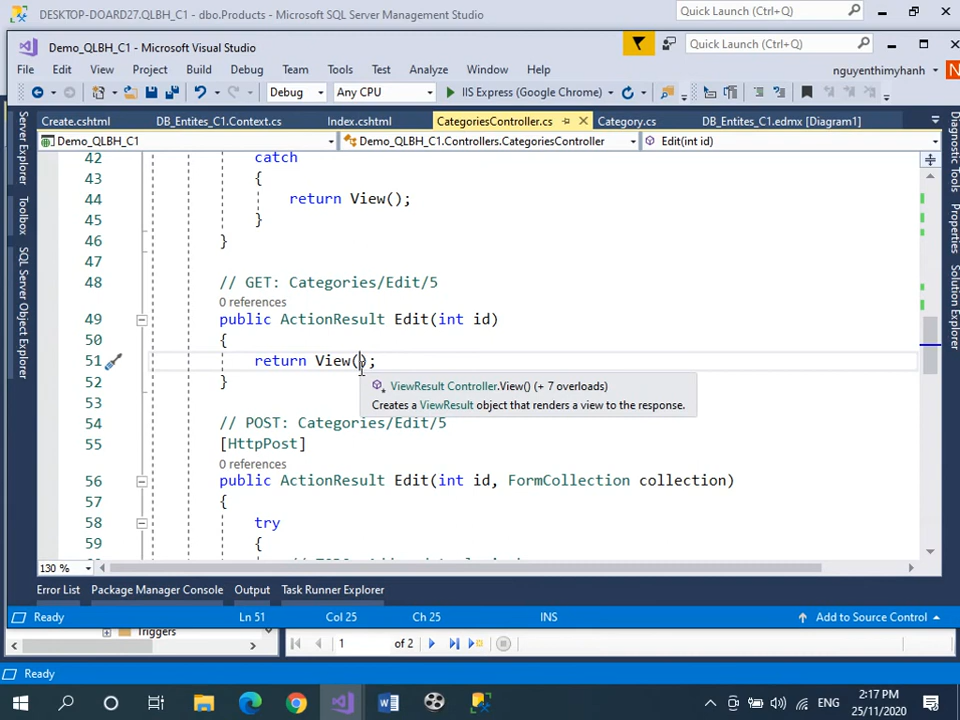 DESKTOP-DOARD27.QLBH_C1 - dbo.Products - Microsoft SQL Server Management Studio
Quick Launch (Ctrl+Q)
Demo_QLBH_C1 - Microsoft Visual Studio
Quick Launch (Ctrl+Q)
File Edit View Project Build Debug Team Tools Test Analyze Window Help
nguyenthimyhanh
Debug Any CPU IIS Express (Google Chrome)
Create.cshtml DB_Entites_C1.Context.cs Index.cshtml CategoriesController.cs Category.cs DB_Entites_C1.edmx [Diagram1]
Demo_QLBH_C1 Demo_QLBH_C1.Controllers.CategoriesController Edit(int id)
Server Explorer
Toolbox
SQL Server Object Explorer
Diagnostic Tools
Properties
42 catch
43 {
44 return View();
45 }
46 }
47
48 // GET: Categories/Edit/5
0 references
49 public ActionResult Edit(int id)
50 {
51 return View();
52 }
ViewResult Controller.View() (+ 7 overloads)
Creates a ViewResult object that renders a view to the response.
53
54 // POST: Categories/Edit/5
55 [HttpPost]
0 references
56 public ActionResult Edit(int id, FormCollection collection)
57 {
58 try
59 {
130 %
Error List Package Manager Console Output Task Runner Explorer
Ready Ln 51 Col 25 Ch 25 INS Add to Source Control
Triggers
1 of 2
Ready
ENG
2:17 PM
25/11/2020